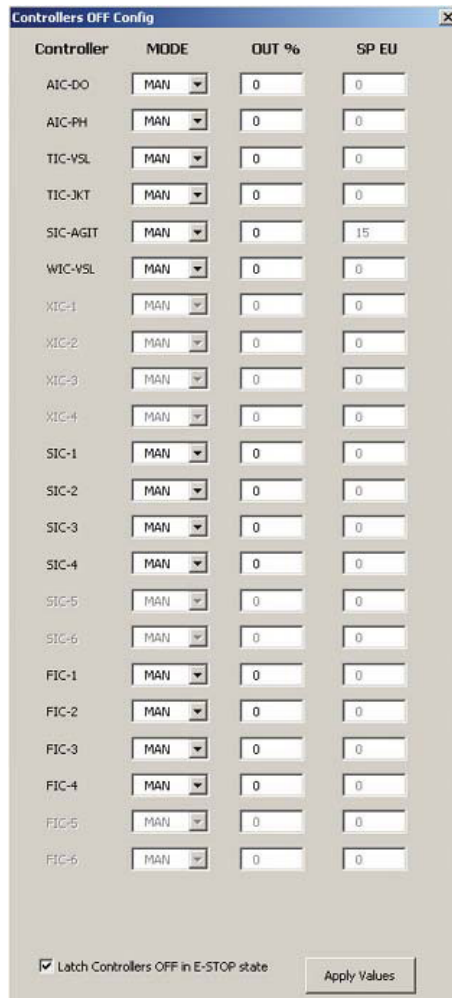 Controllers OFF Config
Controller MODE OUT % SP EU
AIC-DO MAN 0 0
AIC-PH MAN 0 0
TIC-VSL MAN 0 0
TIC-JKT MAN 0 0
SIC-AGIT MAN 0 15
WIC-VSL MAN 0 0
XIC-1 MAN 0 0
XIC-2 MAN 0 0
XIC-3 MAN 0 0
XIC-4 MAN 0 0
SIC-1 MAN 0 0
SIC-2 MAN 0 0
SIC-3 MAN 0 0
SIC-4 MAN 0 0
SIC-5 MAN 0 0
SIC-6 MAN 0 0
FIC-1 MAN 0 0
FIC-2 MAN 0 0
FIC-3 MAN 0 0
FIC-4 MAN 0 0
FIC-5 MAN 0 0
FIC-6 MAN 0 0
Latch Controllers OFF in E-STOP state
Apply Values